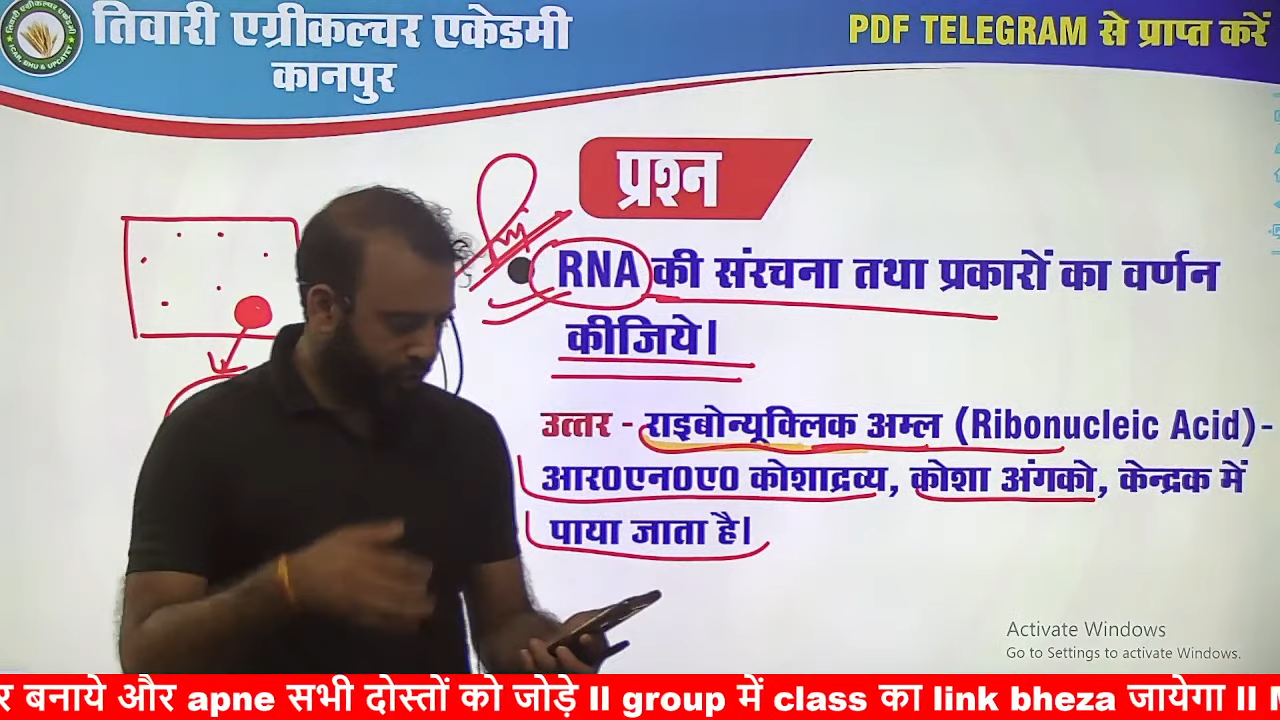 तिवारी एग्रीकल्चर एकेडमी
कानपुर
PDF TELEGRAM से प्राप्त करें
प्रश्न
RNA की संरचना तथा प्रकारों का वर्णन
कीजिये।
उत्तर - राइबोन्यूक्लिक अम्ल (Ribonucleic Acid)-
आर0एन0ए0 कोशाद्रव्य, कोशा अंगको, केन्द्रक में
पाया जाता है।
Activate Windows
Go to Settings to activate Windows.
र बनाये और apne सभी दोस्तों को जोड़े II group में class का link bheza जायेगा II